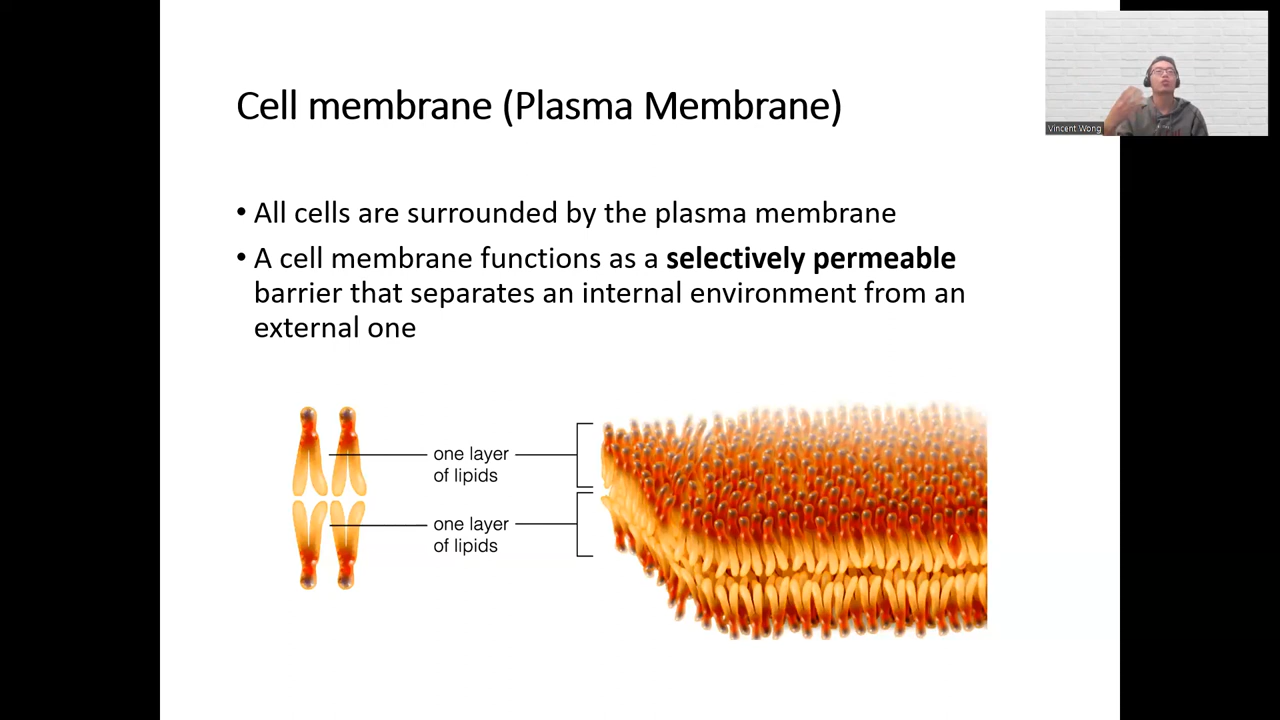 Cell membrane (Plasma Membrane)
Vincent Wong
• All cells are surrounded by the plasma membrane
• A cell membrane functions as a selectively permeable
barrier that separates an internal environment from an
external one
one layer
of lipids
one layer
of lipids